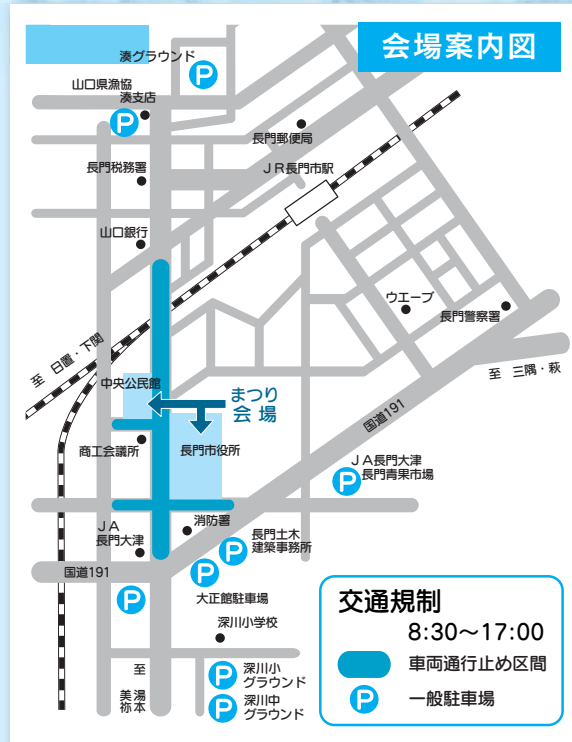 会場案内図
湊グラウンド
P
山口県漁協
湊支店
P
長門郵便局
長門税務署
JR長門市駅
山口銀行
ウエーブ
長門警察署
至 日置・下関
至 三隅・萩
中央公民館
まつり
会場
国道191
商工会議所
長門市役所
JA長門大津
長門青果市場
P
消防署
JA
長門大津
長門土木
建築事務所
P
国道191
P
P
大正館駐車場
深川小学校
至
湯本
美祢
P
深川小
グラウンド
P
深川中
グラウンド
交通規制
8:30~17:00
車両通行止め区間
P
一般駐車場